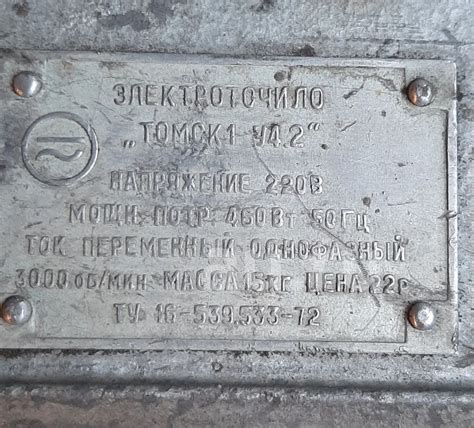 ЭЛЕКТРОТОЧИЛО
„ТОМСК1 У4.2"
НАПРЯЖЕНИЕ 220В
МОЩН. ПОТР. 460Вт 50ГЦ
ТОК ПЕРЕМЕННЫЙ ОДНОФАЗНЫЙ
3000 об/мин МАССА 15кг ЦЕНА 22р
ТУ 16-539.533-72